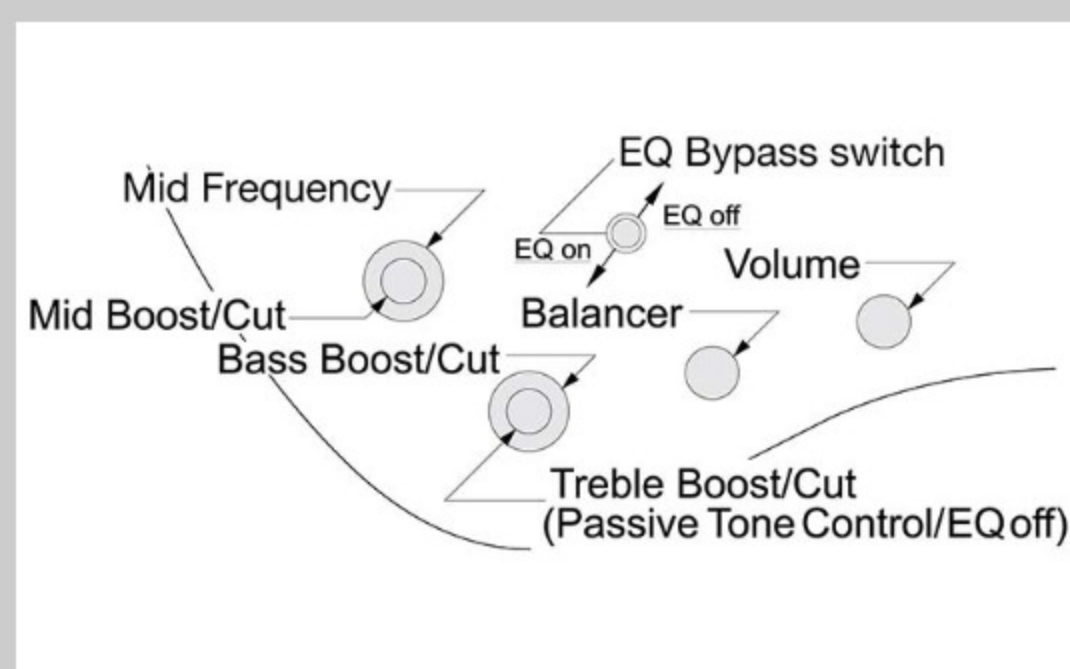 EQ Bypass switch
Mid Frequency
EQ off
EQ on
Volume
Mid Boost/Cut
Balancer
Bass Boost/Cut
Treble Boost/Cut
(Passive Tone Control/EQ off)